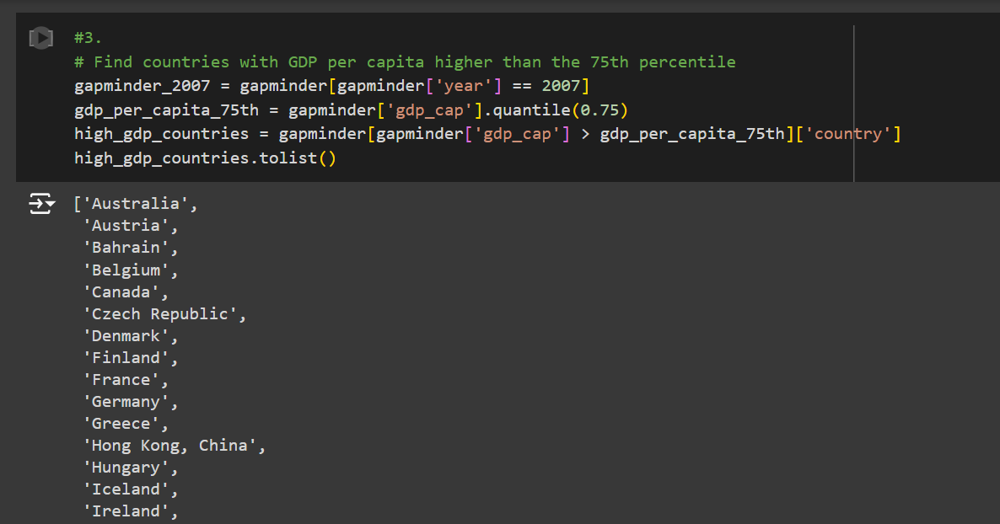 #3.
# Find countries with GDP per capita higher than the 75th percentile
gapminder_2007 = gapminder[gapminder['year'] == 2007]
gdp_per_capita_75th = gapminder['gdp_cap'].quantile(0.75)
high_gdp_countries = gapminder[gapminder['gdp_cap'] > gdp_per_capita_75th]['country']
high_gdp_countries.tolist()
['Australia',
 'Austria',
 'Bahrain',
 'Belgium',
 'Canada',
 'Czech Republic',
 'Denmark',
 'Finland',
 'France',
 'Germany',
 'Greece',
 'Hong Kong, China',
 'Hungary',
 'Iceland',
 'Ireland',